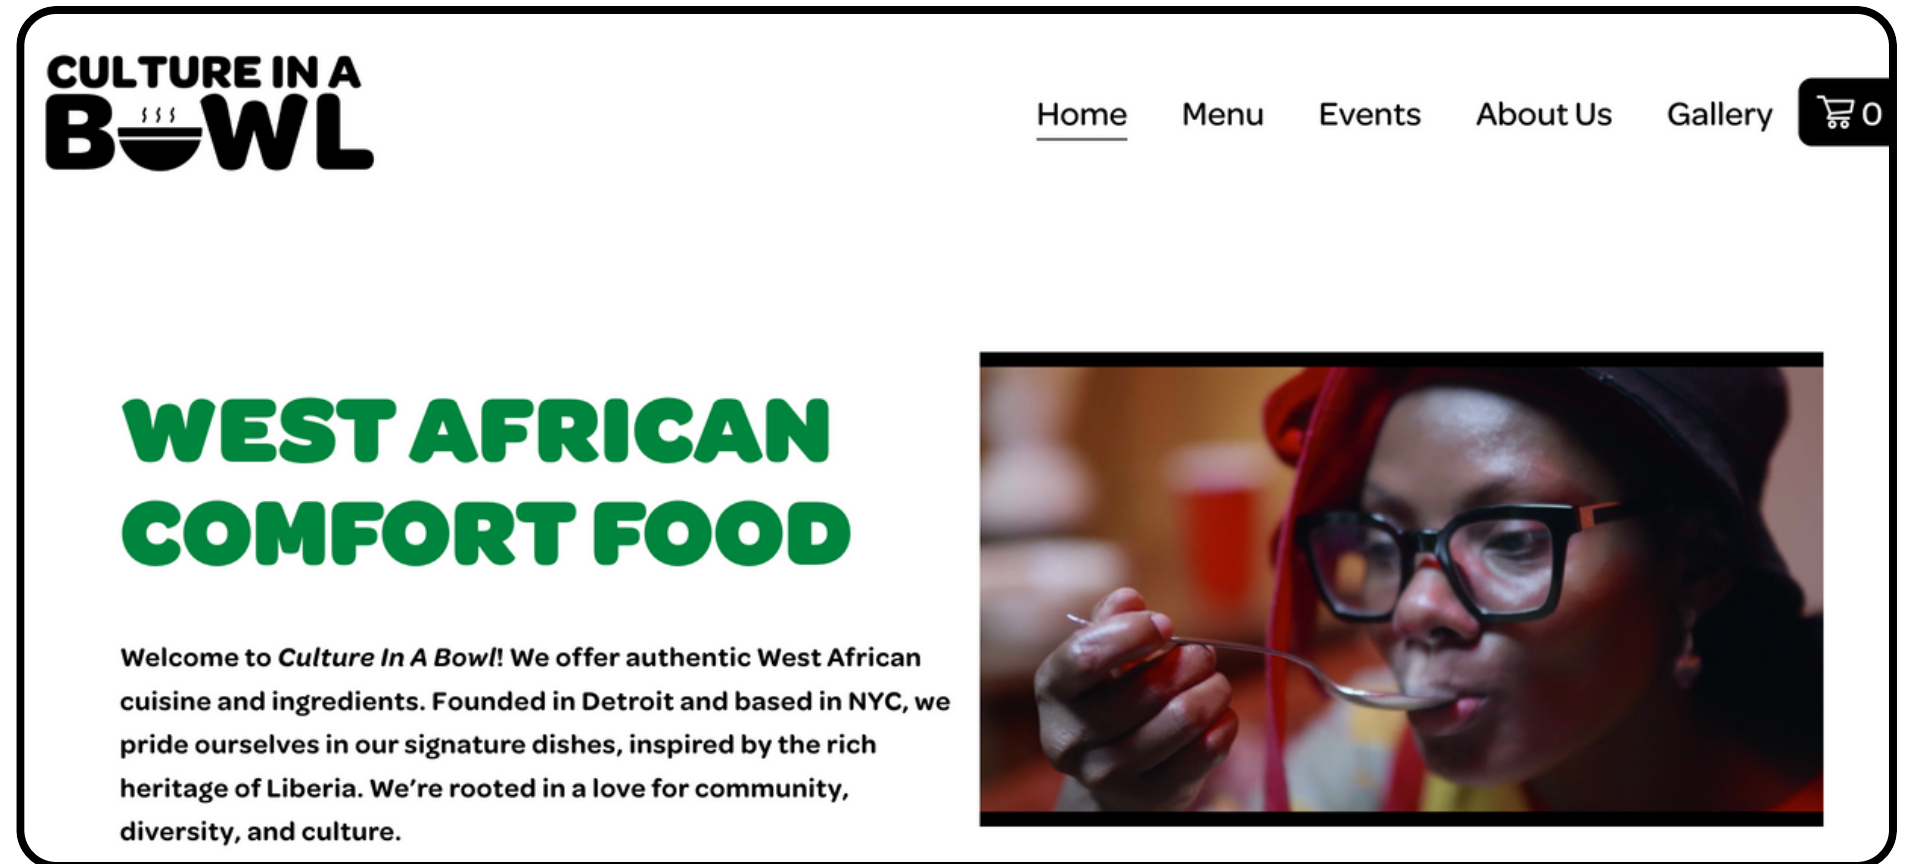 CULTURE IN A
BOWL
Home Menu Events About Us Gallery 0
WEST AFRICAN
COMFORT FOOD
Welcome to Culture In A Bowl! We offer authentic West African
cuisine and ingredients. Founded in Detroit and based in NYC, we
pride ourselves in our signature dishes, inspired by the rich
heritage of Liberia. We’re rooted in a love for community,
diversity, and culture.